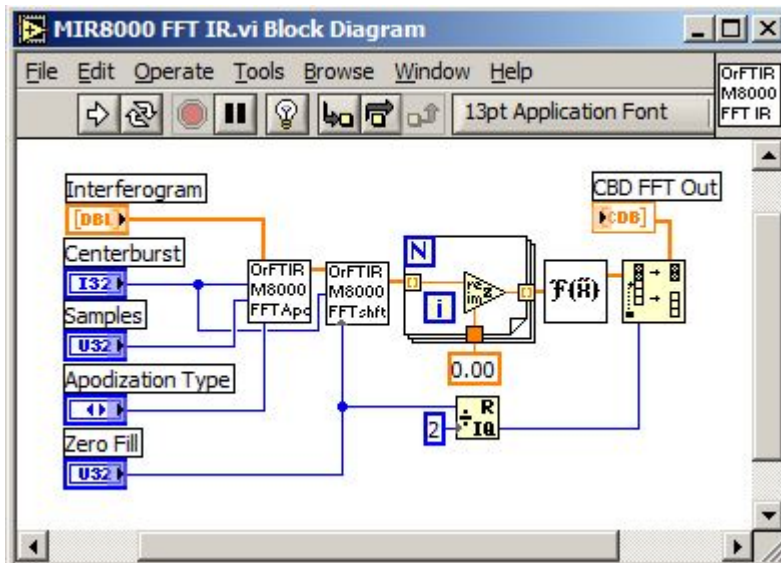 MIR8000 FFT IR.vi Block Diagram
File Edit Operate Tools Browse Window Help
OrFTIR
M8000
FFT IR
13pt Application Font
Interferogram
[DBL]
CBD FFT Out
CDB]
Centerburst
I32
OrFTIR
M8000
FFTApo
OrFTIR
M8000
FFTshft
N
i
re
im
z
F(x)
Samples
U32
0.00
Apodization Type
2
R
IQ
Zero Fill
U32